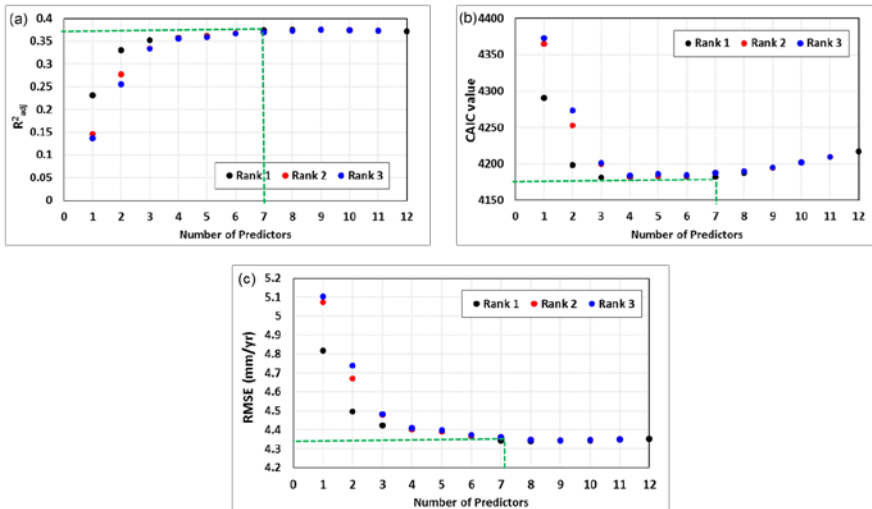 (a)
0.4
0.35
0.3
0.25
0.2
0.15
0.1
0.05
0
R²adj
Rank 1 Rank 2 Rank 3
0 1 2 3 4 5 6 7 8 9 10 11 12
Number of Predictors
(b)
4400
4350
4300
4250
4200
4150
CAIC value
Rank 1 Rank 2 Rank 3
0 1 2 3 4 5 6 7 8 9 10 11 12
Number of Predictors
(c)
5.2
5.1
5
4.9
4.8
4.7
4.6
4.5
4.4
4.3
4.2
RMSE (mm/yr)
Rank 1 Rank 2 Rank 3
0 1 2 3 4 5 6 7 8 9 10 11 12
Number of Predictors